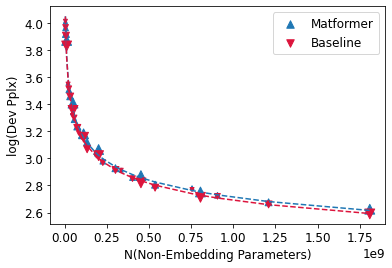 log(Dev Pplx)
4.0
3.8
3.6
3.4
3.2
3.0
2.8
2.6
Matformer
Baseline
0.00 0.25 0.50 0.75 1.00 1.25 1.50 1.75
1e9
N(Non-Embedding Parameters)